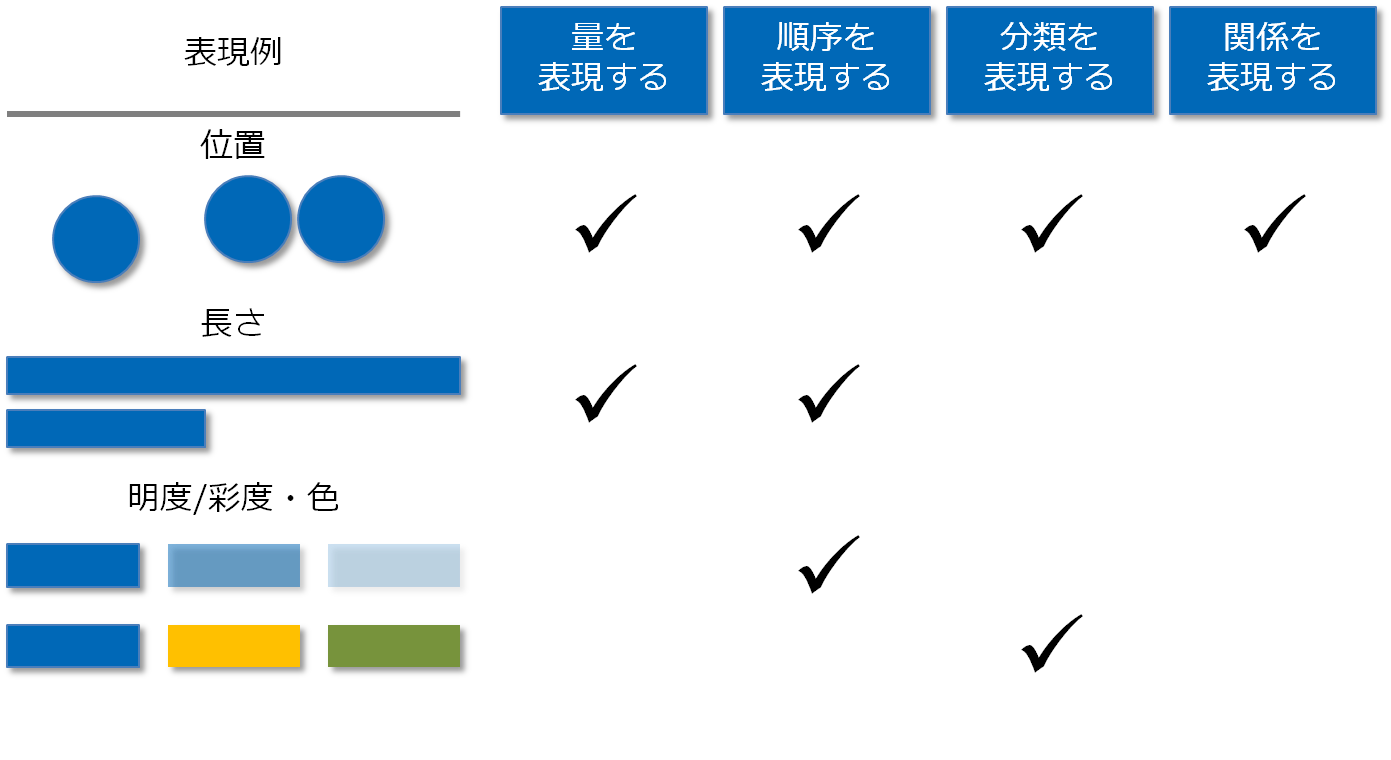 表現例
量を
表現する
順序を
表現する
分類を
表現する
関係を
表現する
位置
長さ
明度/彩度・色